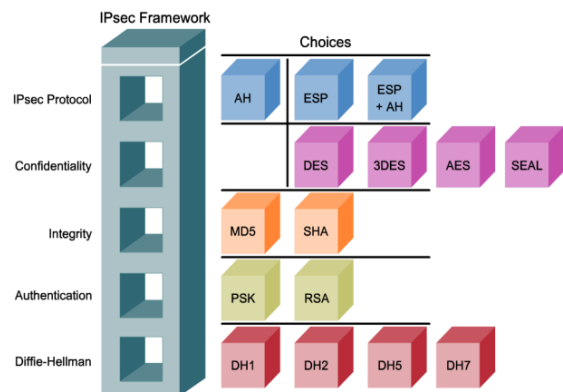 IPsec Framework
Choices
IPsec Protocol
AH
ESP
ESP
+ AH
Confidentiality
DES
3DES
AES
SEAL
Integrity
MD5
SHA
Authentication
PSK
RSA
Diffie-Hellman
DH1
DH2
DH5
DH7